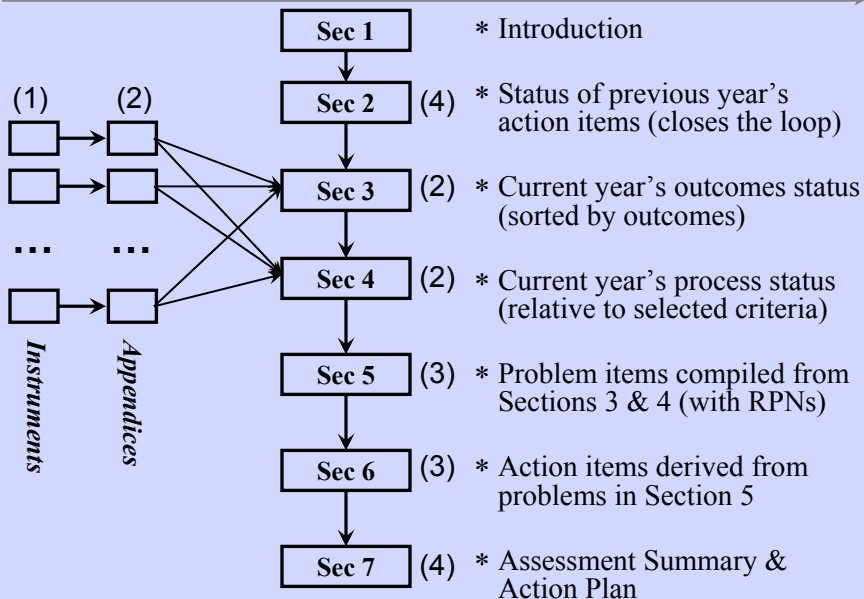 Sec 1
* Introduction
(1)
(2)
Sec 2
(4)
* Status of previous year's
action items (closes the loop)
Sec 3
(2)
* Current year's outcomes status
(sorted by outcomes)
...
...
Sec 4
(2)
* Current year's process status
(relative to selected criteria)
Instruments
Appendices
Sec 5
(3)
* Problem items compiled from
Sections 3 & 4 (with RPNs)
Sec 6
(3)
* Action items derived from
problems in Section 5
Sec 7
(4)
* Assessment Summary &
Action Plan